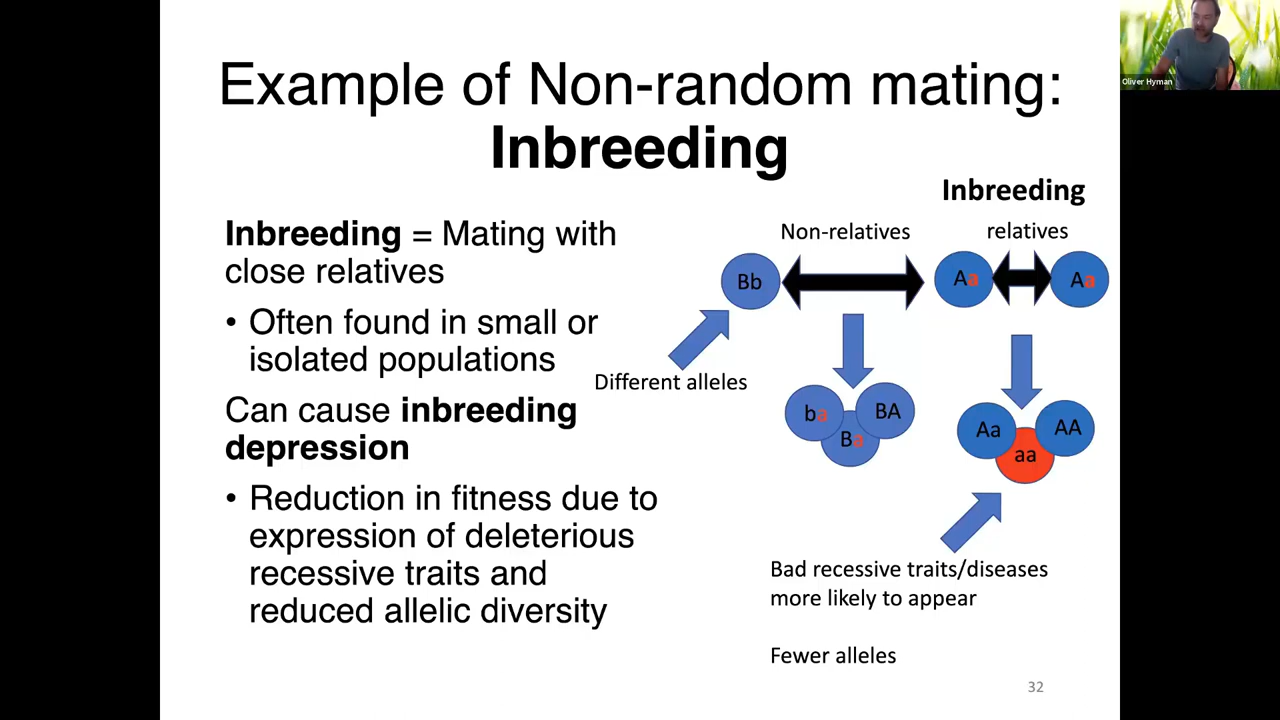 Example of Non-random mating:
Inbreeding
Oliver Hyman
Inbreeding = Mating with
close relatives
• Often found in small or
isolated populations
Can cause inbreeding
depression
• Reduction in fitness due to
expression of deleterious
recessive traits and
reduced allelic diversity
Inbreeding
Non-relatives
relatives
Bb
Aa
Aa
Different alleles
ba
Ba
BA
Aa
aa
AA
Bad recessive traits/diseases
more likely to appear
Fewer alleles
32